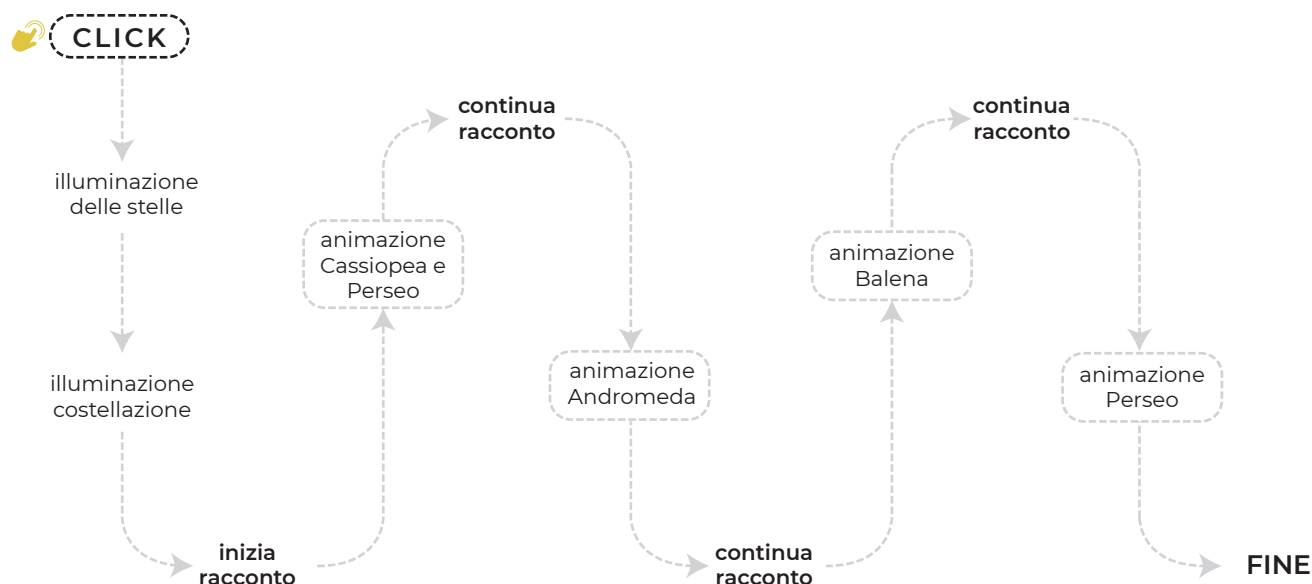 CLICK
illuminazione
delle stelle
illuminazione
costellazione
inizia
racconto
animazione
Cassiopea e
Perseo
continua
racconto
animazione
Andromeda
continua
racconto
animazione
Balena
continua
racconto
animazione
Perseo
FINE